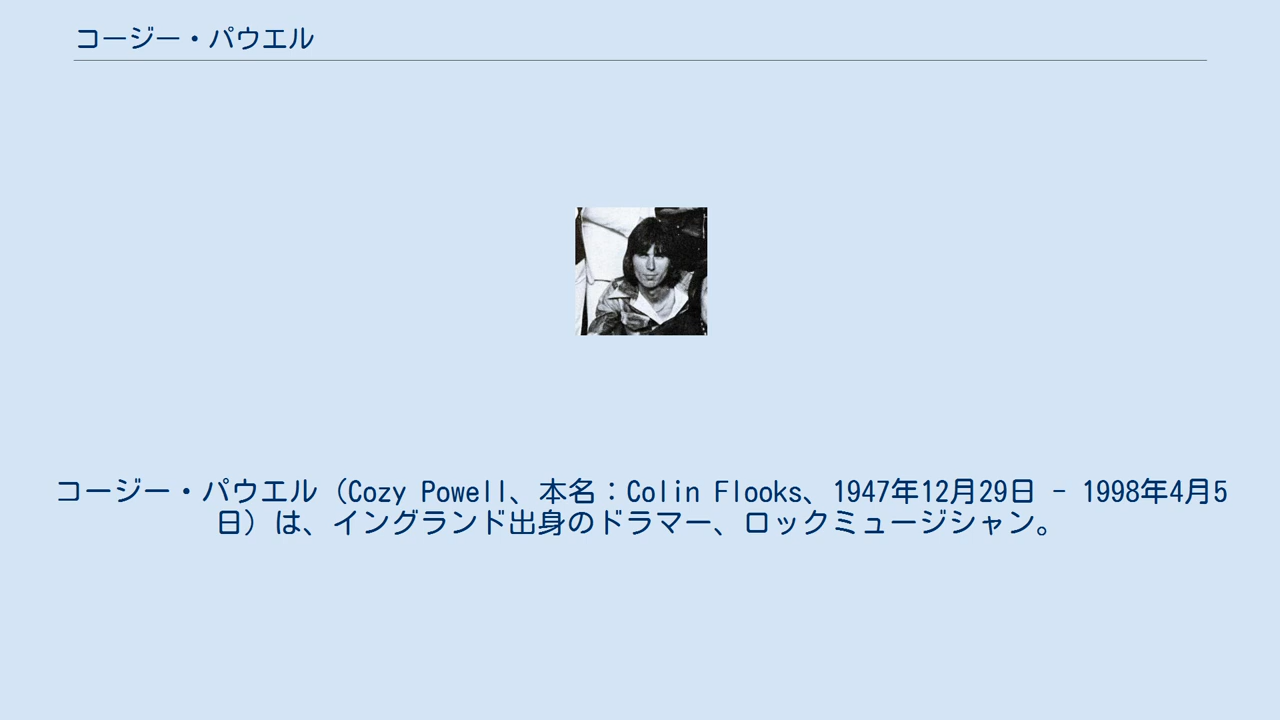 コージー・パウエル
コージー・パウエル（Cozy Powell、本名：Colin Flooks、1947年12月29日 - 1998年4月5
日）は、イングランド出身のドラマー、ロックミュージシャン。